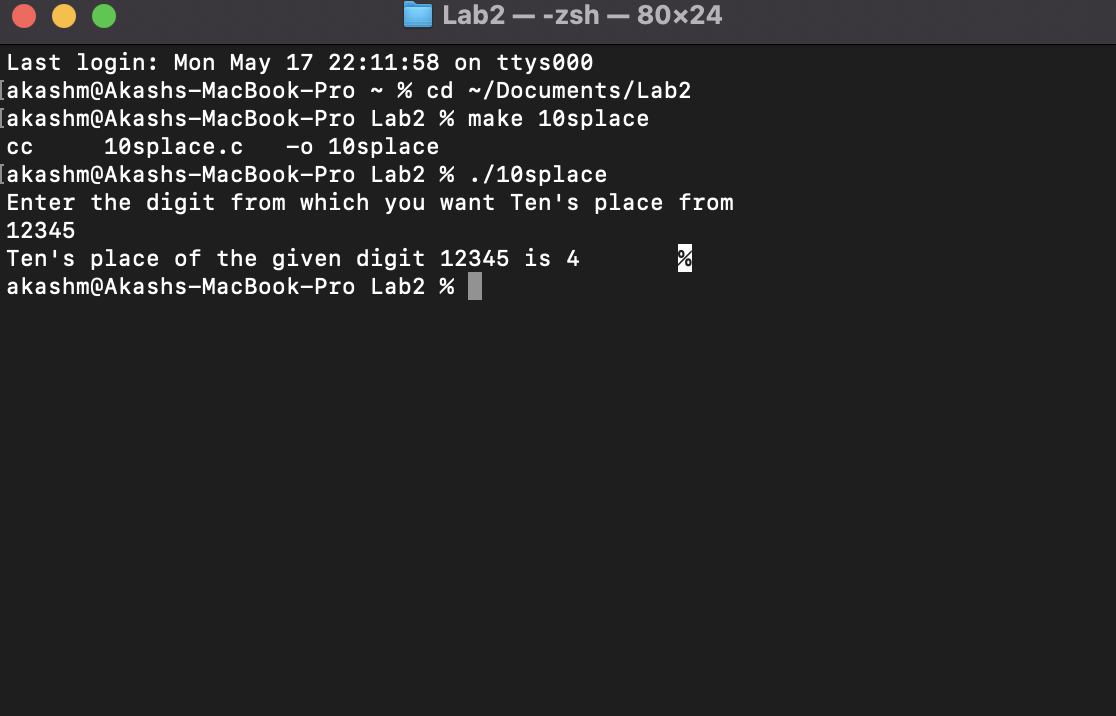 Lab2 — -zsh — 80×24
Last login: Mon May 17 22:11:58 on ttys000
[akashm@Akashs-MacBook-Pro ~ % cd ~/Documents/Lab2
[akashm@Akashs-MacBook-Pro Lab2 % make 10splace
cc     10splace.c   -o 10splace
[akashm@Akashs-MacBook-Pro Lab2 % ./10splace
Enter the digit from which you want Ten's place from
12345
Ten's place of the given digit 12345 is 4       %
akashm@Akashs-MacBook-Pro Lab2 %